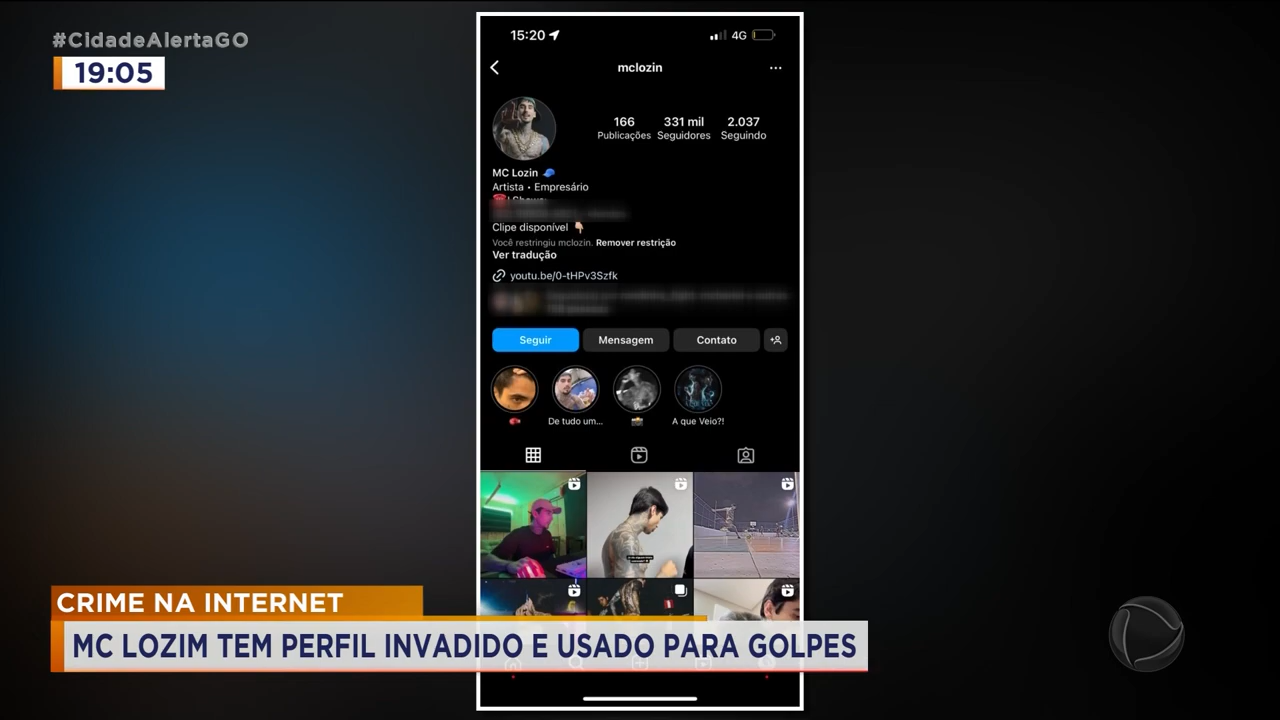 #CidadeAlertaGO
19:05
15:20
4G
mclozin
166
331 mil
2.037
Publicações
Seguidores
Seguindo
MC Lozin
Artista • Empresário
Clipe disponível
Você restringiu mclozin. Remover restrição
Ver tradução
youtu.be/0-tHPv3Szfk
Seguir
Mensagem
Contato
De tudo um...
A que Veio?!
CRIME NA INTERNET
MC LOZIM TEM PERFIL INVADIDO E USADO PARA GOLPES